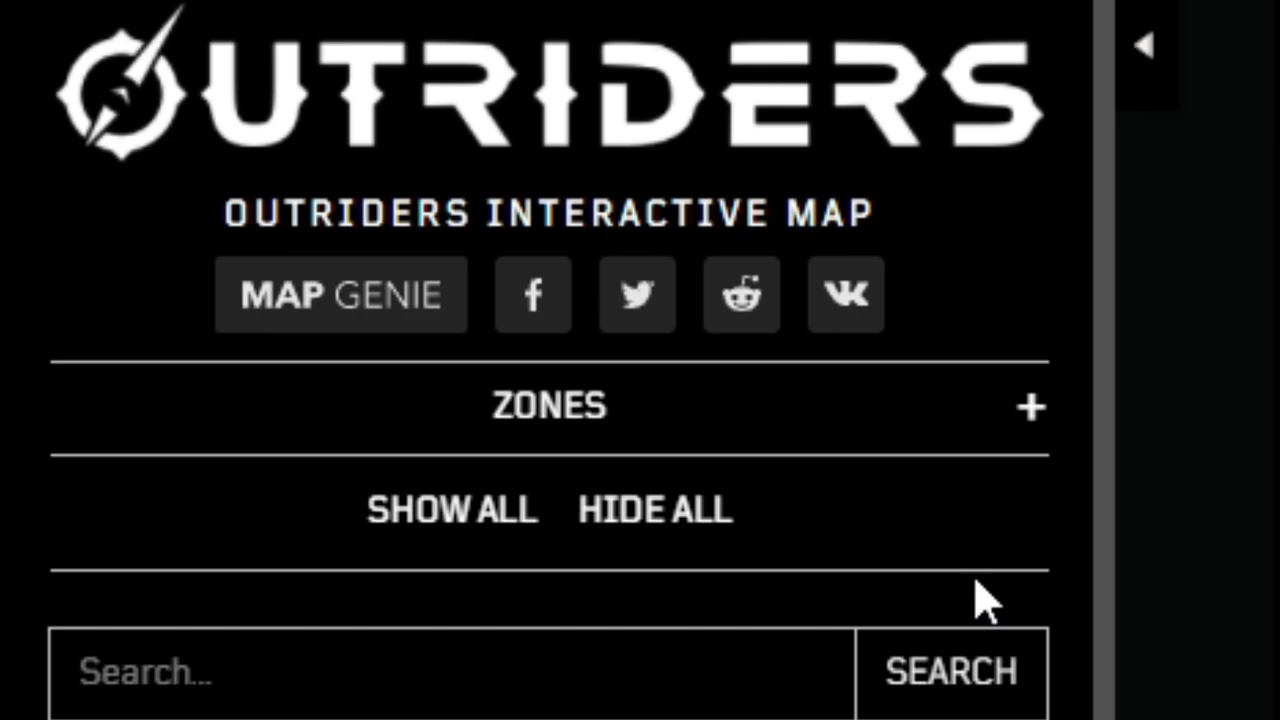 OUTRIDERS
OUTRIDERS INTERACTIVE MAP
MAP GENIE
ZONES +
SHOW ALL HIDE ALL
Search... SEARCH